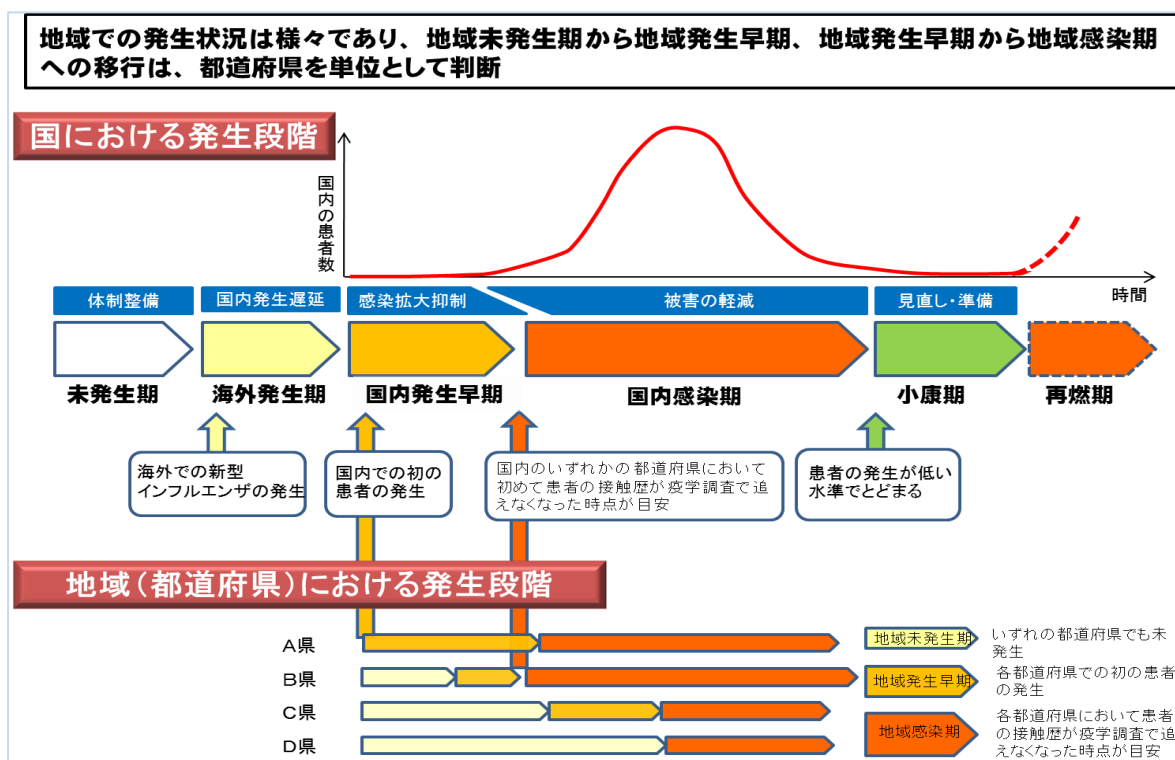 地域での発生状況は様々であり、地域未発生期から地域発生早期、地域発生早期から地域感染期
への移行は、都道府県を単位として判断
国における発生段階
国内の患者数
時間
体制整備
国内発生遅延
感染拡大抑制
被害の軽減
見直し・準備
未発生期
海外発生期
国内発生早期
国内感染期
小康期
再燃期
海外での新型
インフルエンザの発生
国内での初の
患者の発生
国内のいずれかの都道府県において
初めて患者の接触歴が疫学調査で追
えなくなった時点が目安
患者の発生が低い
水準でとどまる
地域(都道府県)における発生段階
A県
B県
C県
D県
地域未発生期
いずれの都道府県でも未
発生
地域発生早期
各都道府県での初の患者
の発生
地域感染期
各都道府県において患者
の接触歴が疫学調査で追
えなくなった時点が目安